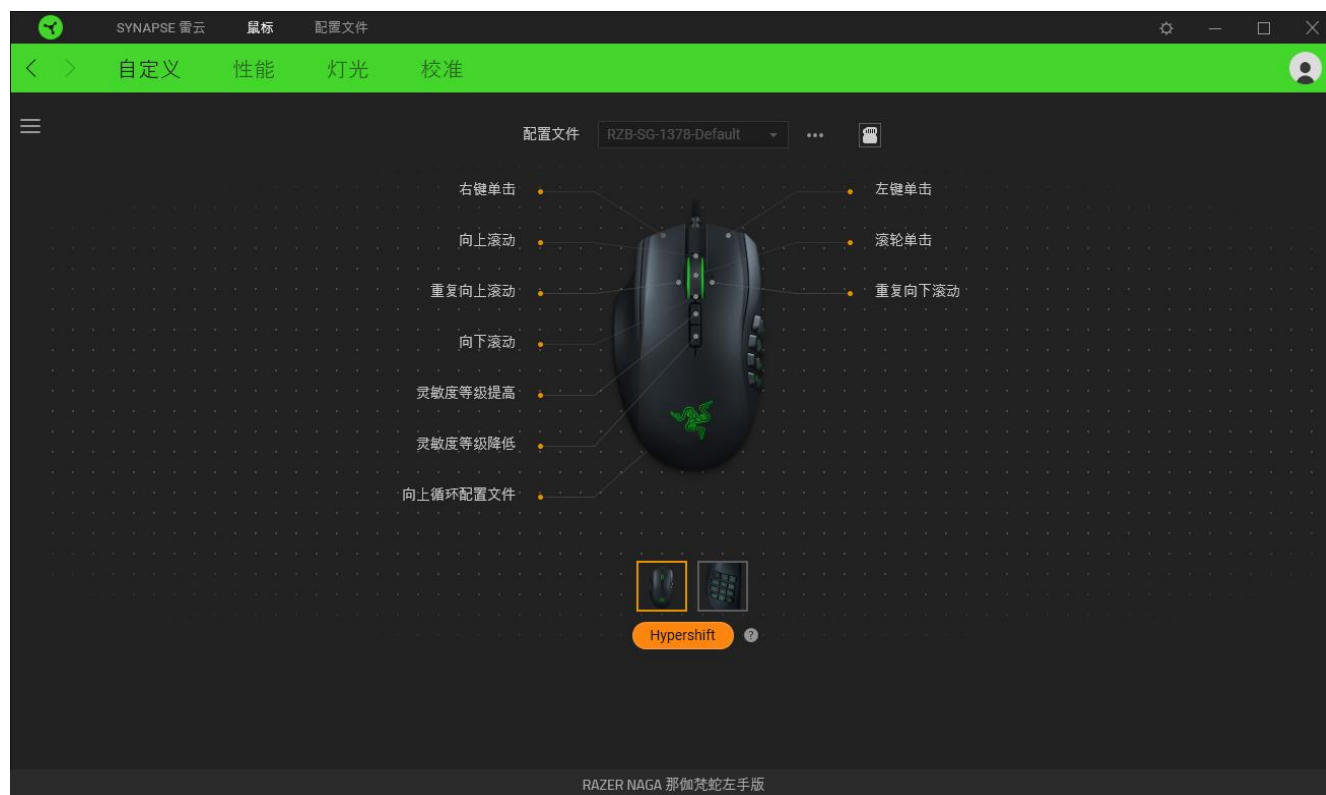 SYNAPSE 雷云 鼠标 配置文件
自定义 性能 灯光 校准
配置文件 RZB-SG-1378-Default
右键单击 左键单击
向上滚动 滚轮单击
重复向上滚动 重复向下滚动
向下滚动
灵敏度等级提高
灵敏度等级降低
向上循环配置文件
Hypershift ?
RAZER NAGA 那伽梵蛇左手版